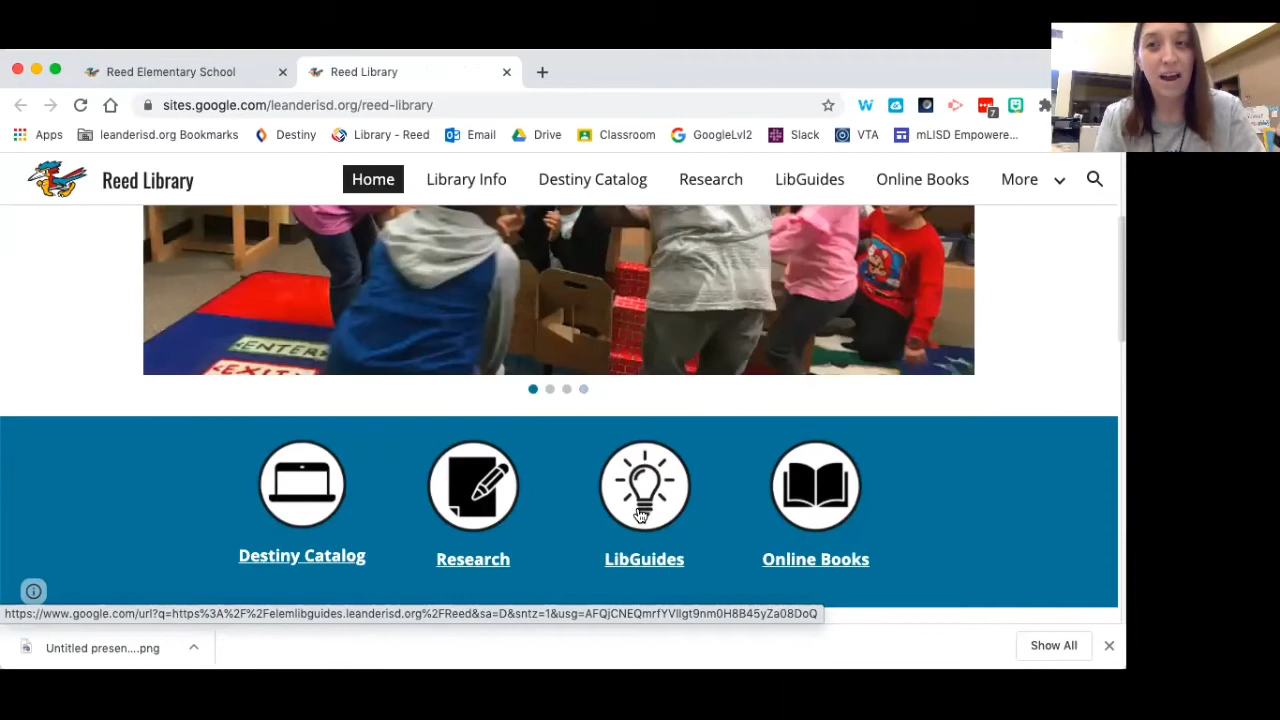 Reed Elementary School
Reed Library
sites.google.com/leanderisd.org/reed-library
7
Apps leanderisd.org Bookmarks Destiny Library - Reed Email Drive Classroom GoogleLvl2 Slack VTA mLISD Empowere...
Reed Library Home Library Info Destiny Catalog Research LibGuides Online Books More
ENTER
EXIT
Destiny Catalog Research LibGuides Online Books
https://www.google.com/url?q=https%3A%2F%2Felemlibguides.leanderisd.org%2FReed&sa=D&sntz=1&usg=AFQjCNEQmrfYVllgt9nm0H8B45yZa08DoQ
Untitled presen....png Show All